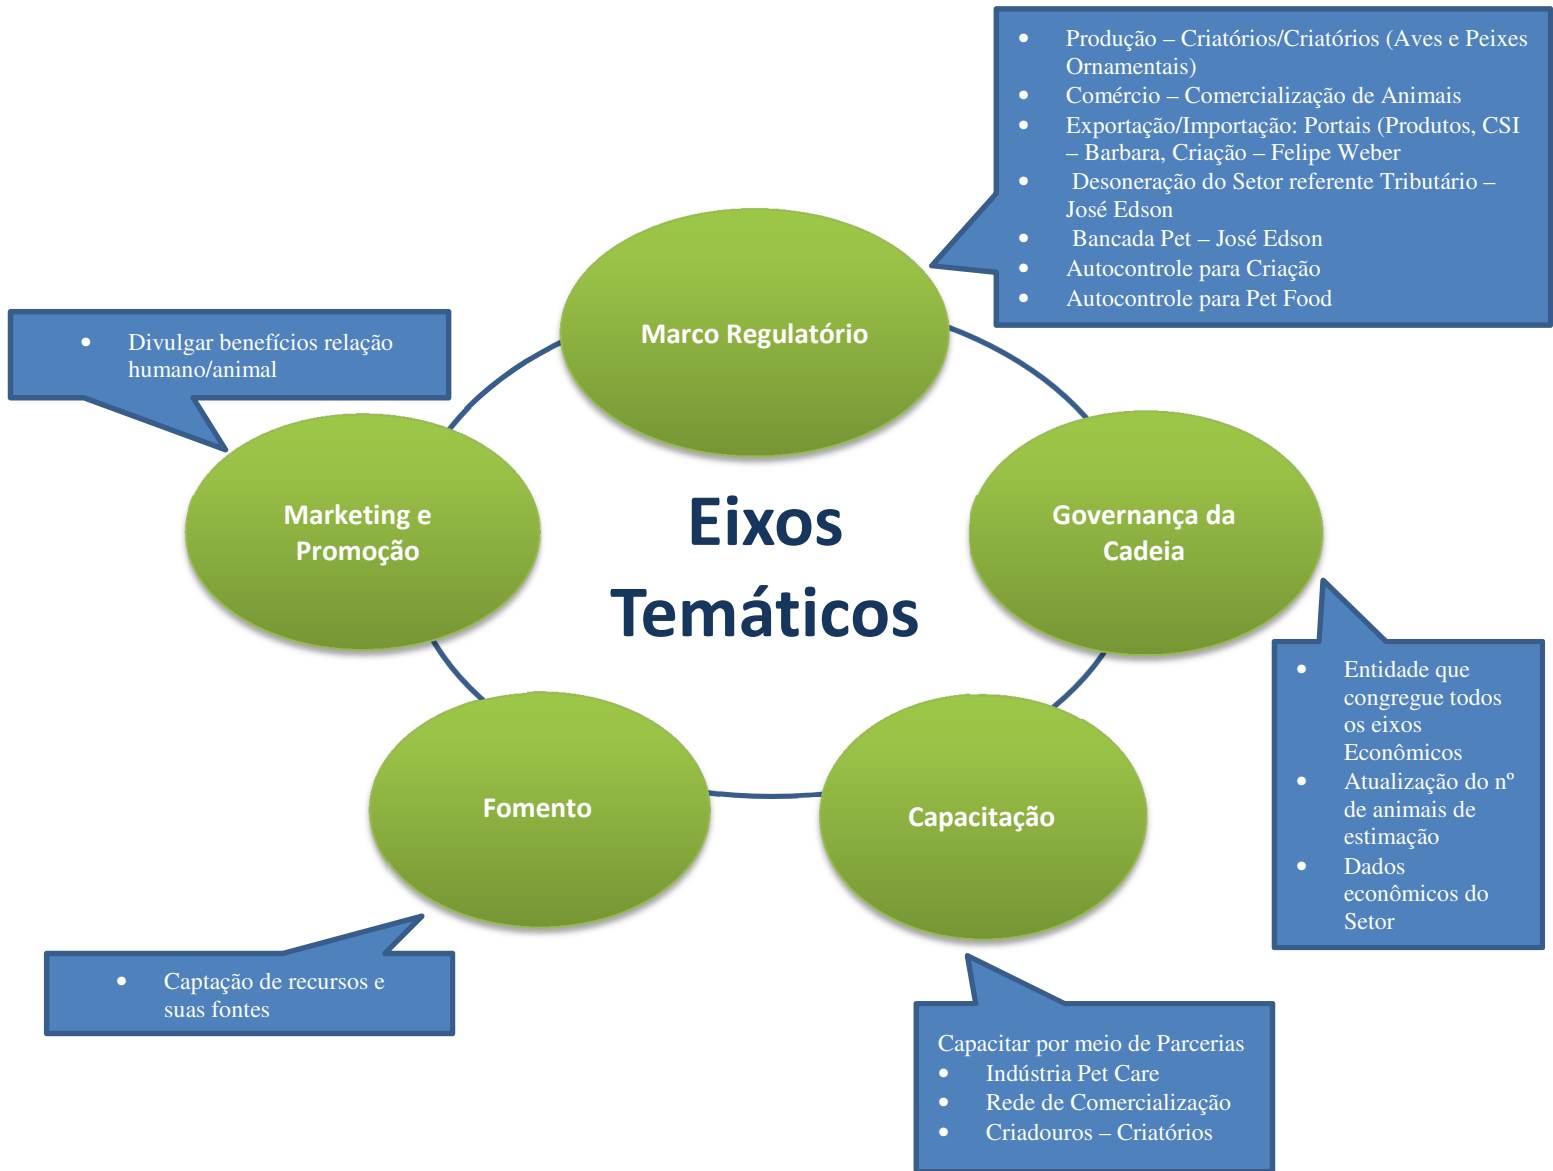 • Produção – Criatórios/Criatórios (Aves e Peixes
Ornamentais)
• Comércio – Comercialização de Animais
• Exportação/Importação: Portais (Produtos, CSI
– Barbara, Criação – Felipe Weber
• Desoneração do Setor referente Tributário –
José Edson
• Bancada Pet – José Edson
• Autocontrole para Criação
• Autocontrole para Pet Food
Marco Regulatório
• Divulgar benefícios relação
humano/animal
Marketing e
Promoção
Eixos
Temáticos
Governança da
Cadeia
• Entidade que
congregue todos
os eixos
Econômicos
• Atualização do nº
de animais de
estimação
• Dados
econômicos do
Setor
Fomento
Capacitação
• Captação de recursos e
suas fontes
Capacitar por meio de Parcerias
• Indústria Pet Care
• Rede de Comercialização
• Criadouros – Criatórios